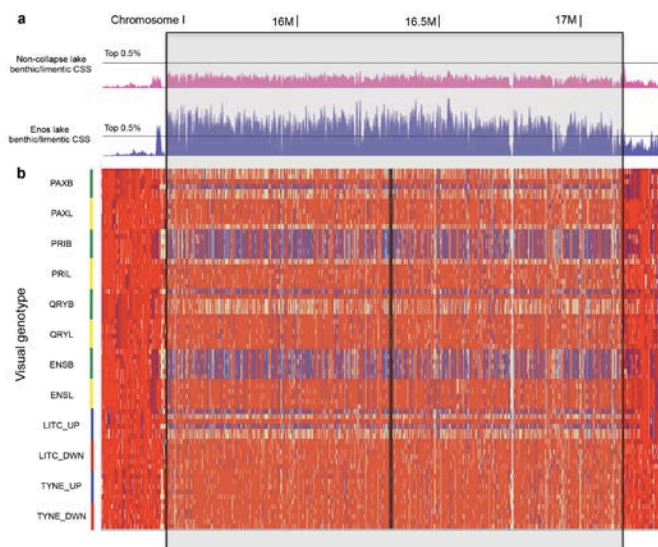 a
Chromosome I
16M
16.5M
17M
Non-collapse lake
benthic/limentic CSS
Top 0.5%
Enos lake
benthic/limentic CSS
Top 0.5%
b
Visual genotype
PAXB
PAXL
PRIB
PRIL
QRYB
QRYL
ENSB
ENSL
LITC_UP
LITC_DWN
TYNE_UP
TYNE_DWN